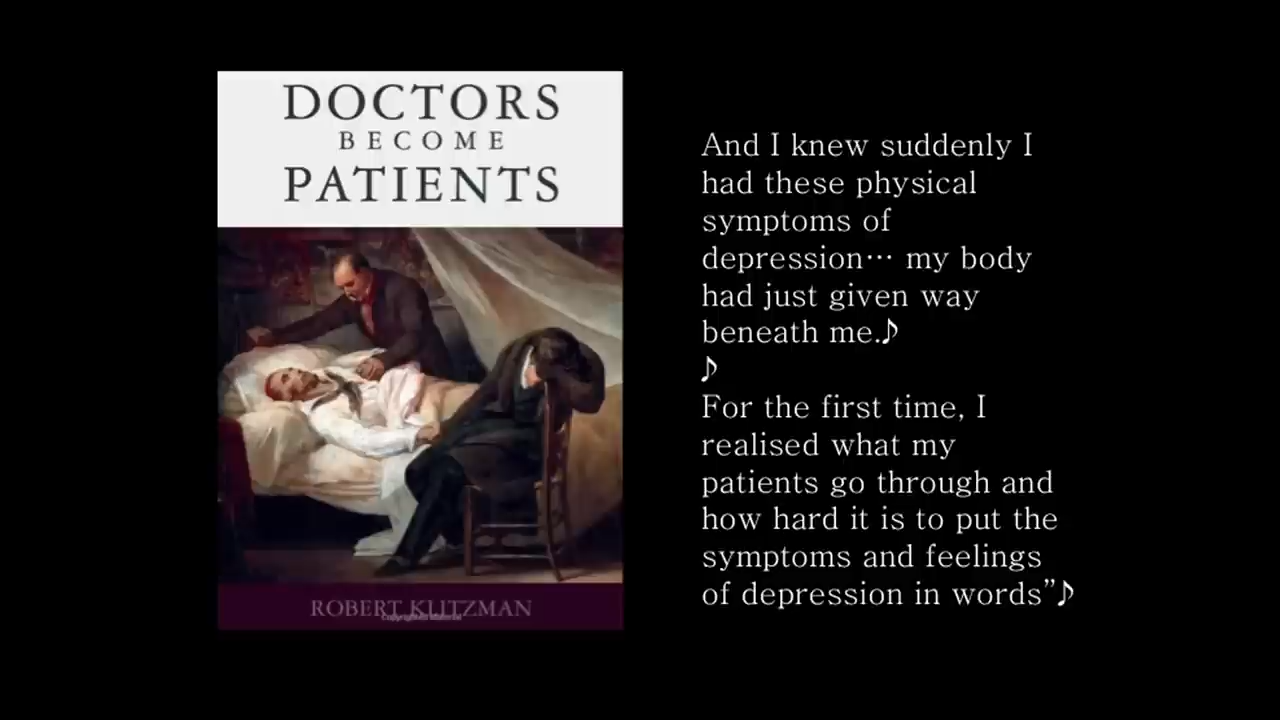 DOCTORS
BECOME
PATIENTS
ROBERT KLITZMAN
Copyrighted Material
And I knew suddenly I
had these physical
symptoms of
depression… my body
had just given way
beneath me.♪
♪
For the first time, I
realised what my
patients go through and
how hard it is to put the
symptoms and feelings
of depression in words”♪